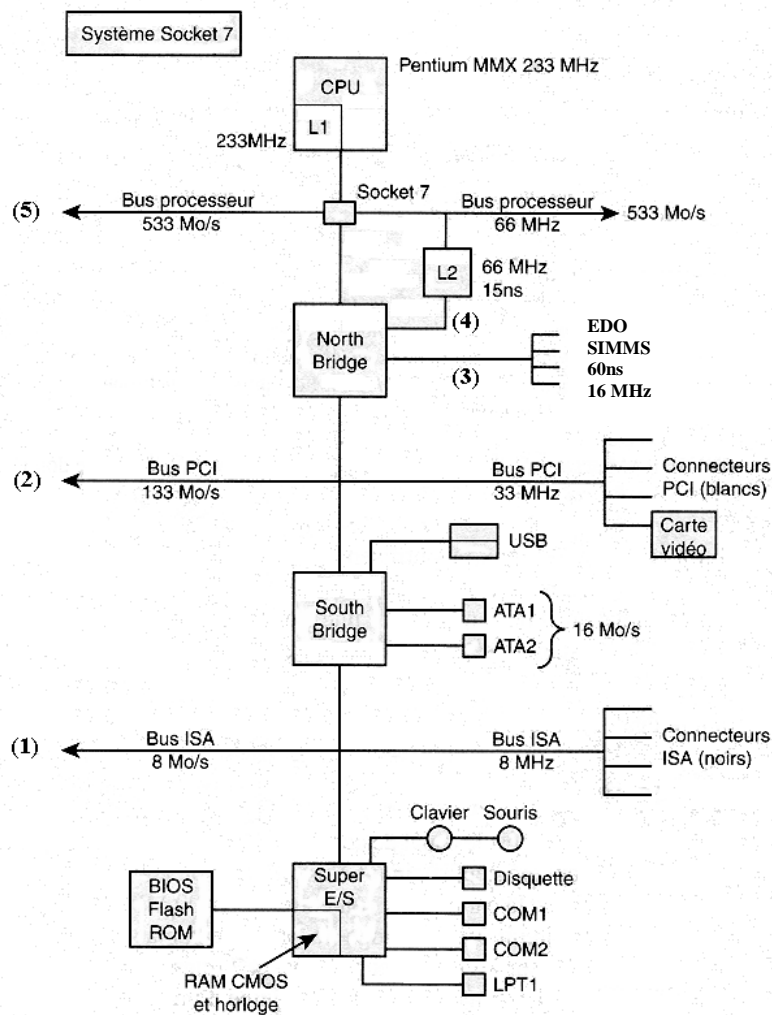 Système Socket 7
Pentium MMX 233 MHz
CPU
L1
233MHz
Socket 7
(5)
Bus processeur
533 Mo/s
Bus processeur
66 MHz
533 Mo/s
L2
66 MHz
15ns
(4)
North
Bridge
(3)
EDO
SIMMS
60ns
16 MHz
(2)
Bus PCI
133 Mo/s
Bus PCI
33 MHz
Connecteurs
PCI (blancs)
Carte
vidéo
USB
South
Bridge
ATA1
ATA2
16 Mo/s
(1)
Bus ISA
8 Mo/s
Bus ISA
8 MHz
Connecteurs
ISA (noirs)
Clavier
Souris
BIOS
Flash
ROM
Super
E/S
Disquette
COM1
COM2
LPT1
RAM CMOS
et horloge